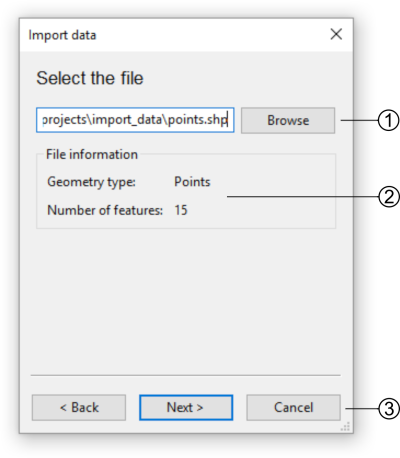 Import data
Select the file
projects\import_data\points.shp Browse ①
File information
Geometry type: Points ②
Number of features: 15
< Back Next > Cancel ③